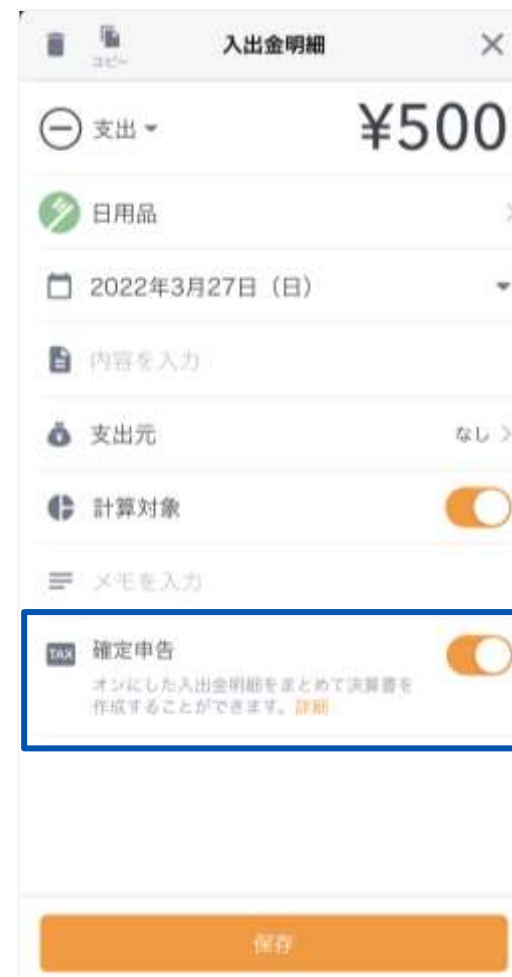 入出金明細
コピー
支出
¥500
日用品
2022年3月27日（日）
内容を入力
支出元
なし
計算対象
メモを入力
TAX
確定申告
オンにした入出金明細をまとめて決算書を
作成することができます。詳細
保存